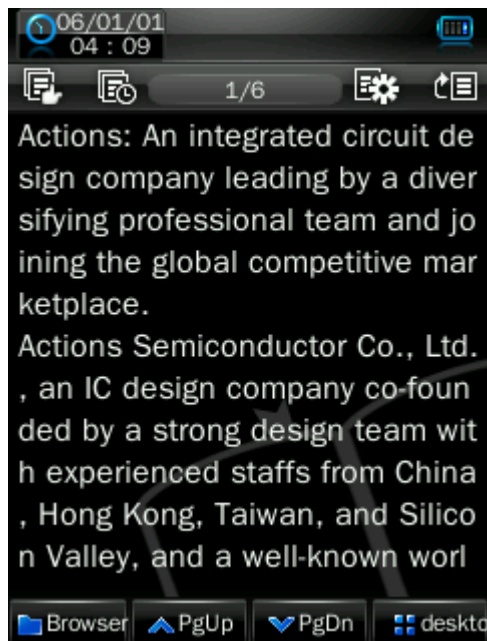 06/01/01
04 : 09
1/6
Actions: An integrated circuit de
sign company leading by a diver
sifying professional team and jo
ining the global competitive mar
ketplace.
Actions Semiconductor Co., Ltd.
, an IC design company co-foun
ded by a strong design team wit
h experienced staffs from China
, Hong Kong, Taiwan, and Silico
n Valley, and a well-known worl
Browser PgUp PgDn deskto